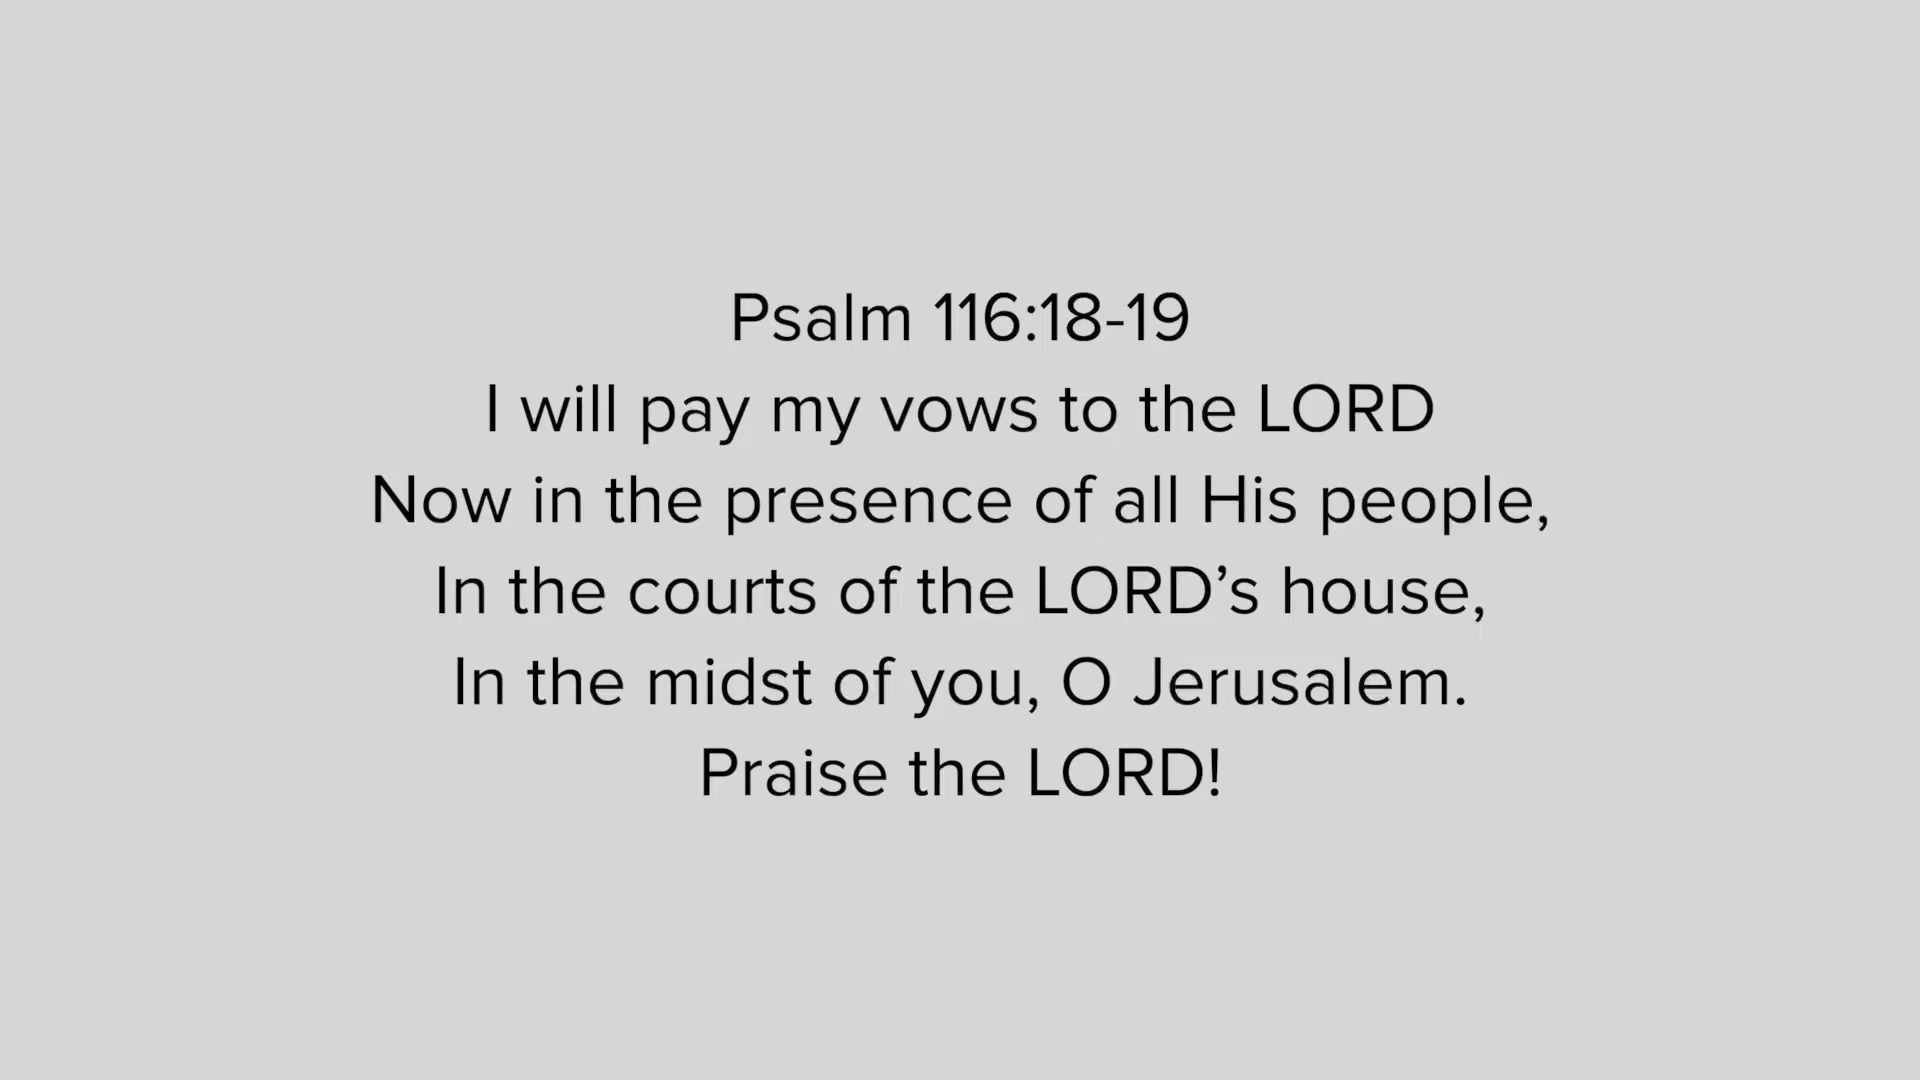 Psalm 116:18-19
I will pay my vows to the LORD
Now in the presence of all His people,
In the courts of the LORD’s house,
In the midst of you, O Jerusalem.
Praise the LORD!